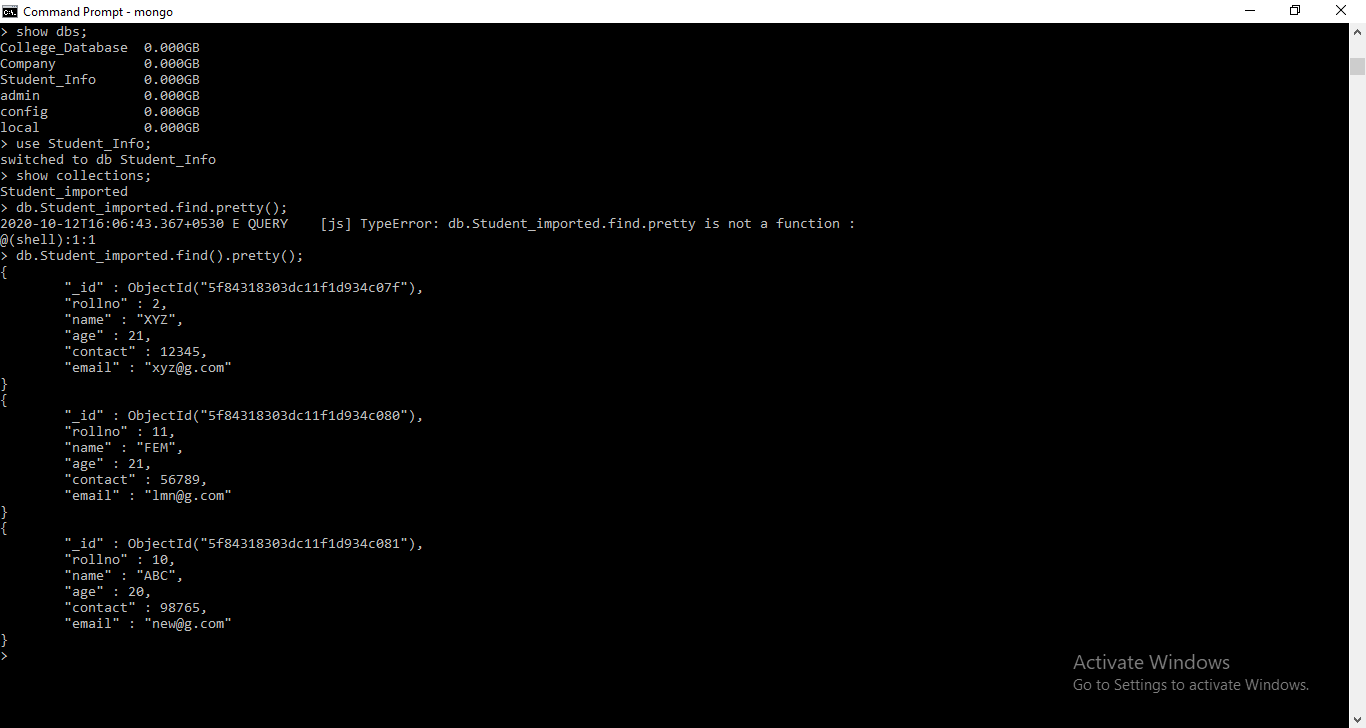 Command Prompt - mongo
> show dbs;
College_Database  0.000GB
Company           0.000GB
Student_Info      0.000GB
admin             0.000GB
config            0.000GB
local             0.000GB
> use Student_Info;
switched to db Student_Info
> show collections;
Student_imported
> db.Student_imported.find.pretty();
2020-10-12T16:06:43.367+0530 E QUERY    [js] TypeError: db.Student_imported.find.pretty is not a function :
@(shell):1:1
> db.Student_imported.find().pretty();
{
        "_id" : ObjectId("5f84318303dc11f1d934c07f"),
        "rollno" : 2,
        "name" : "XYZ",
        "age" : 21,
        "contact" : 12345,
        "email" : "xyz@g.com"
}
{
        "_id" : ObjectId("5f84318303dc11f1d934c080"),
        "rollno" : 11,
        "name" : "FEM",
        "age" : 21,
        "contact" : 56789,
        "email" : "lmn@g.com"
}
{
        "_id" : ObjectId("5f84318303dc11f1d934c081"),
        "rollno" : 10,
        "name" : "ABC",
        "age" : 20,
        "contact" : 98765,
        "email" : "new@g.com"
}
>
Activate Windows
Go to Settings to activate Windows.